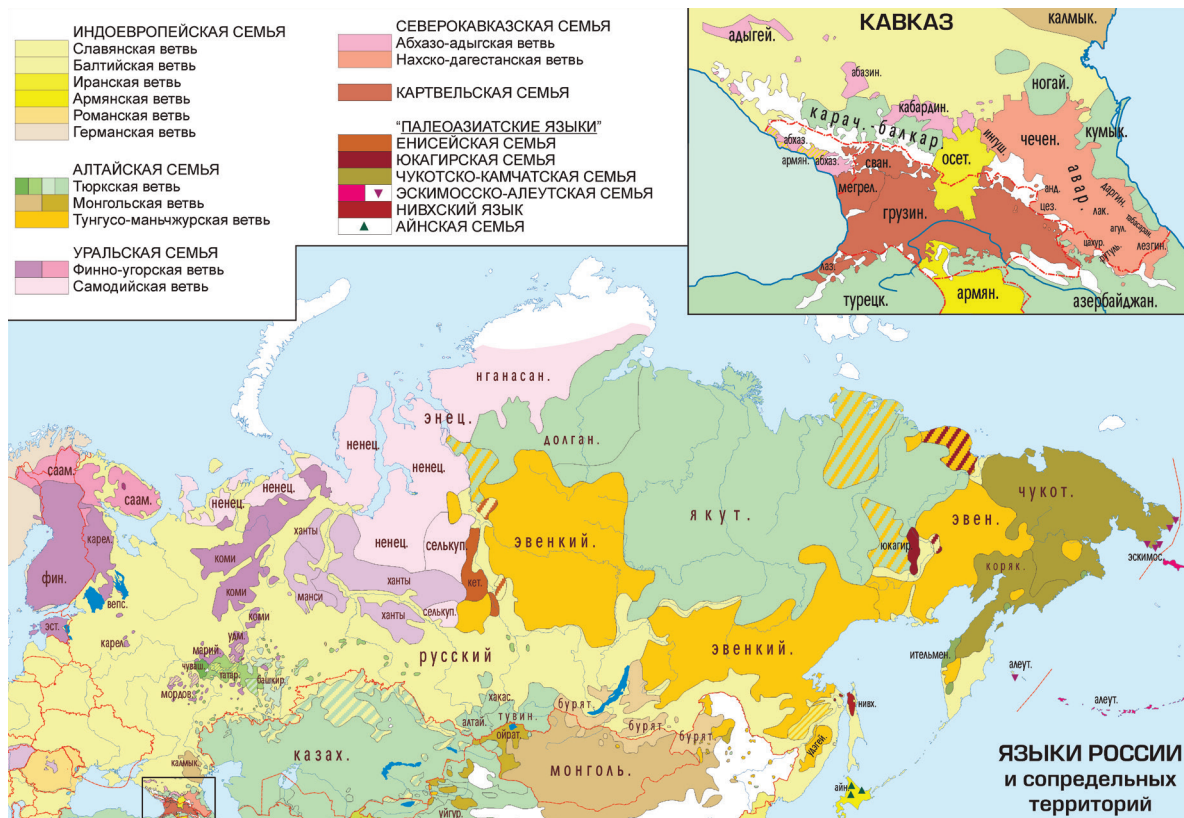 ИНДОЕВРОПЕЙСКАЯ СЕМЬЯ
Славянская ветвь
Балтийская ветвь
Иранская ветвь
Армянская ветвь
Романская ветвь
Германская ветвь
АЛТАЙСКАЯ СЕМЬЯ
Тюркская ветвь
Монгольская ветвь
Тунгусо-маньчжурская ветвь
УРАЛЬСКАЯ СЕМЬЯ
Финно-угорская ветвь
Самодийская ветвь
СЕВЕРОКАВКАЗСКАЯ СЕМЬЯ
Абхазо-адыгская ветвь
Нахско-дагестанская ветвь
КАРТВЕЛЬСКАЯ СЕМЬЯ
“ПАЛЕОАЗИАТСКИЕ ЯЗЫКИ”
ЕНИСЕЙСКАЯ СЕМЬЯ
ЮКАГИРСКАЯ СЕМЬЯ
ЧУКОТСКО-КАМЧАТСКАЯ СЕМЬЯ
ЭСКИМОССКО-АЛЕУТСКАЯ СЕМЬЯ
НИВХСКИЙ ЯЗЫК
АЙНСКАЯ СЕМЬЯ
КАВКАЗ
калмык.
адыгей.
абазин.
ногай.
кабардин.
карач.-балкар.
чечен.
кумык.
ингуш.
абхаз.
армян.
абхаз.
сван.
осет.
авар.
мегрел.
анд.
даргин.
цез.
лак.
табасаран.
грузин.
агул.
цахур.
рутул.
лезгин.
лаз.
турецк.
армян.
азербайджан.
нганасан.
энец.
долган.
ненец.
ненец.
саам.
саам.
ненец.
ненец.
чукот.
якут.
эвен.
ханты
ненец.
селькуп.
эвенкий.
юкагир.
эскимос.
карел.
коми
коряк.
фин.
кет.
ханты
манси
вепс.
коми
ханты
селькуп.
коми
эст.
карел.
удм.
марий.
русский
эвенкий.
ительмен.
чуваш.
татар.
башкир.
алеут.
мордов.
хакас.
бурят.
алеут.
нивх.
алтай.
тувин.
ойрат.
бурят.
бурят.
удэгей.
казах.
монголь.
калмык.
айн.
уйгур.
ЯЗЫКИ РОССИИ
и сопредельных
территорий